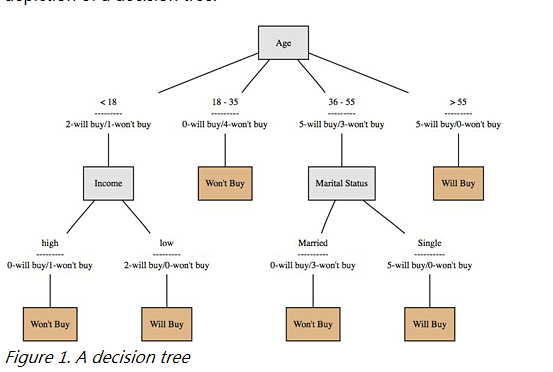 depiction of a decision tree.
Age
< 18
---------
2-will buy/1-won't buy
18 - 35
---------
0-will buy/4-won't buy
36 - 55
---------
5-will buy/3-won't buy
> 55
---------
5-will buy/0-won't buy
Income
Won't Buy
Marital Status
Will Buy
high
---------
0-will buy/1-won't buy
low
---------
2-will buy/0-won't buy
Married
---------
0-will buy/3-won't buy
Single
---------
5-will buy/0-won't buy
Won't Buy
Will Buy
Won't Buy
Will Buy
Figure 1. A decision tree